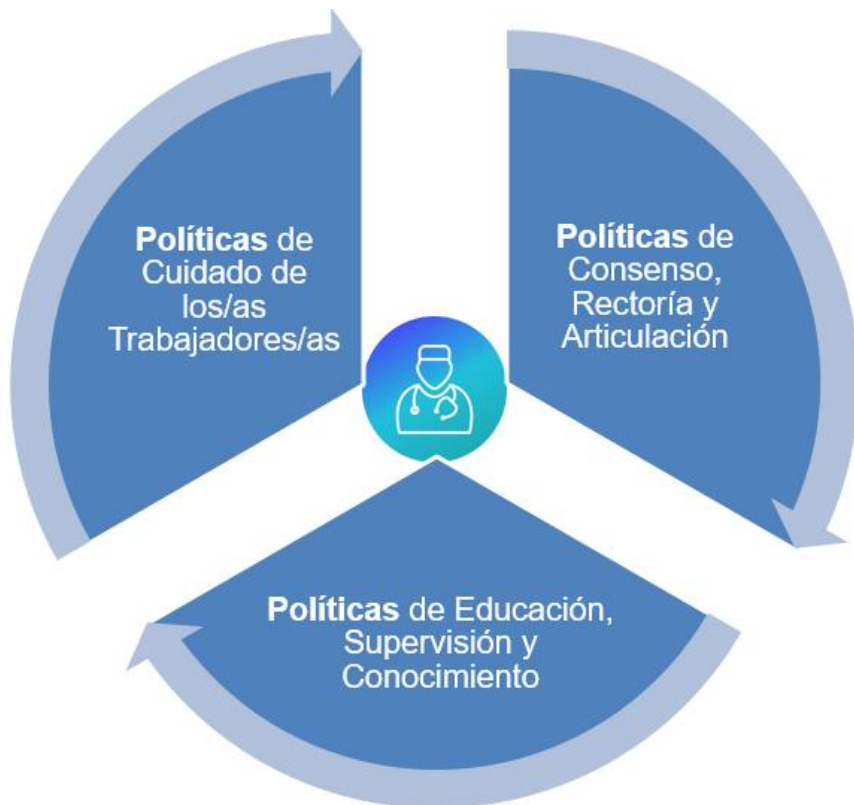 Políticas de
Cuidado de
los/as
Trabajadores/as
Políticas de
Consenso,
Rectoría y
Articulación
Políticas de Educación,
Supervisión y
Conocimiento